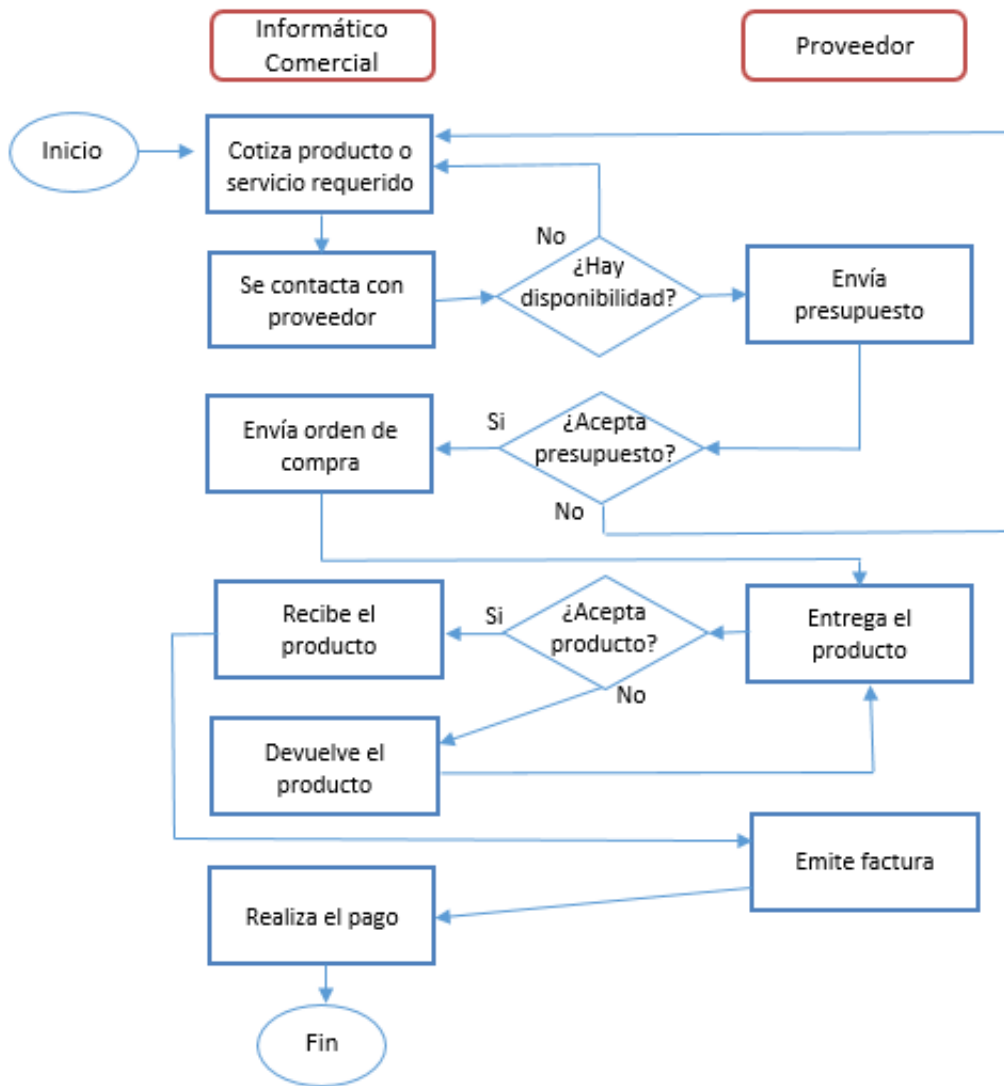 Informático
Comercial
Proveedor
Inicio
Cotiza producto o
servicio requerido
No
Se contacta con
proveedor
¿Hay
disponibilidad?
Envía
presupuesto
Envía orden de
compra
Si
¿Acepta
presupuesto?
No
Recibe el
producto
Si
¿Acepta
producto?
Entrega el
producto
No
Devuelve el
producto
Emite factura
Realiza el pago
Fin